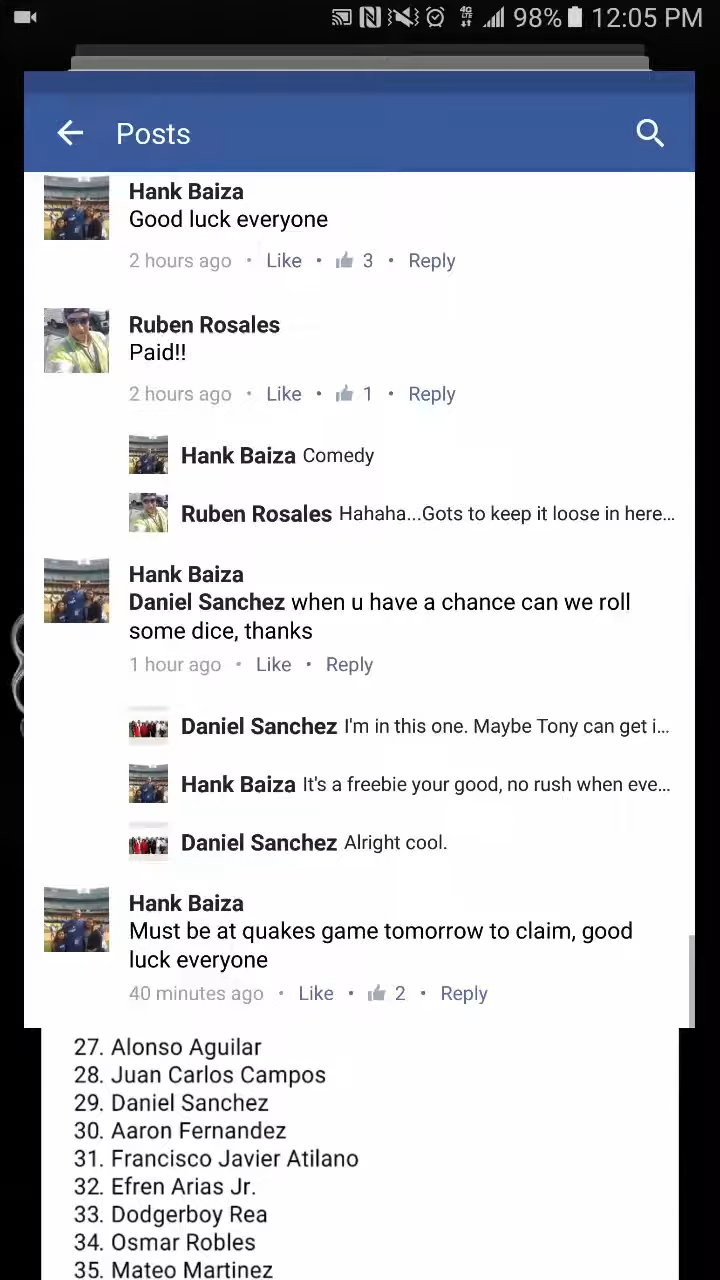 98% 12:05 PM
Posts
Hank Baiza
Good luck everyone
2 hours ago • Like • 3 • Reply
Ruben Rosales
Paid!!
2 hours ago • Like • 1 • Reply
Hank Baiza Comedy
Ruben Rosales Hahaha...Gots to keep it loose in here...
Hank Baiza
Daniel Sanchez when u have a chance can we roll
some dice, thanks
1 hour ago • Like • Reply
Daniel Sanchez I'm in this one. Maybe Tony can get i...
Hank Baiza It's a freebie your good, no rush when eve...
Daniel Sanchez Alright cool.
Hank Baiza
Must be at quakes game tomorrow to claim, good
luck everyone
40 minutes ago • Like • 2 • Reply
27. Alonso Aguilar
28. Juan Carlos Campos
29. Daniel Sanchez
30. Aaron Fernandez
31. Francisco Javier Atilano
32. Efren Arias Jr.
33. Dodgerboy Rea
34. Osmar Robles
35. Mateo Martinez